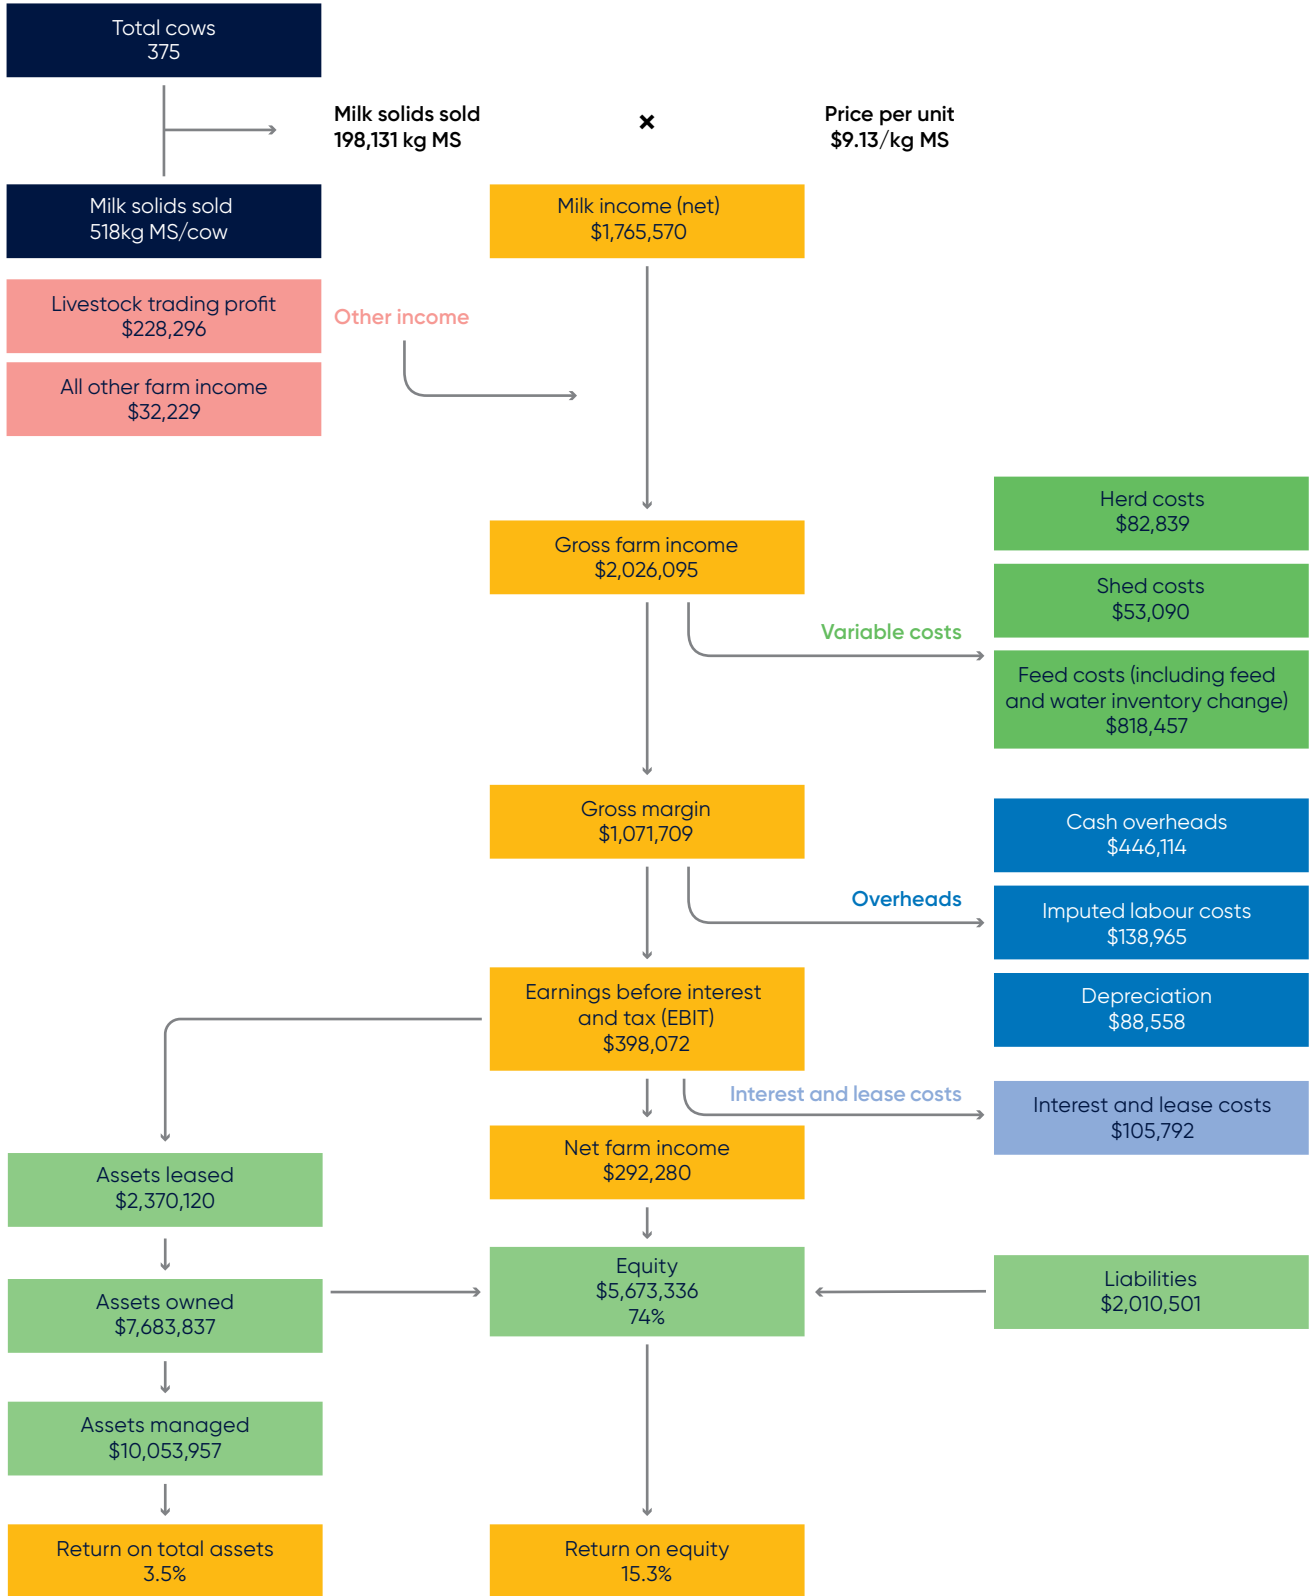 Total cows
375
Milk solids sold
198,131 kg MS
×
Price per unit
$9.13/kg MS
Milk solids sold
518kg MS/cow
Milk income (net)
$1,765,570
Livestock trading profit
$228,296
Other income
All other farm income
$32,229
Gross farm income
$2,026,095
Variable costs
Herd costs
$82,839
Shed costs
$53,090
Feed costs (including feed
and water inventory change)
$818,457
Gross margin
$1,071,709
Overheads
Cash overheads
$446,114
Imputed labour costs
$138,965
Depreciation
$88,558
Earnings before interest
and tax (EBIT)
$398,072
Interest and lease costs
Interest and lease costs
$105,792
Net farm income
$292,280
Assets leased
$2,370,120
Assets owned
$7,683,837
Equity
$5,673,336
74%
Liabilities
$2,010,501
Assets managed
$10,053,957
Return on total assets
3.5%
Return on equity
15.3%